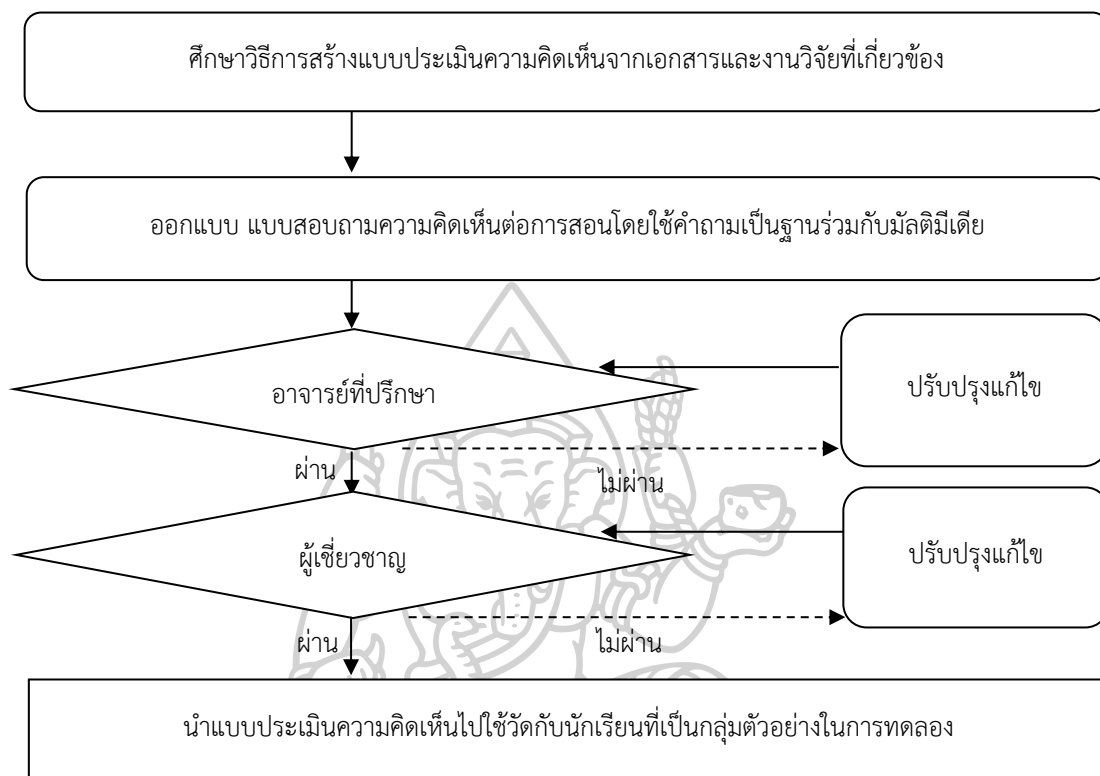 ศึกษาวิธีการสร้างแบบประเมินความคิดเห็นจากเอกสารและงานวิจัยที่เกี่ยวข้อง
ออกแบบ แบบสอบถามความคิดเห็นต่อการสอนโดยใช้คำถามเป็นฐานร่วมกับมัลติมีเดีย
อาจารย์ที่ปรึกษา
ปรับปรุงแก้ไข
ผ่าน
ไม่ผ่าน
ผู้เชี่ยวชาญ
ปรับปรุงแก้ไข
ผ่าน
ไม่ผ่าน
นำแบบประเมินความคิดเห็นไปใช้วัดกับนักเรียนที่เป็นกลุ่มตัวอย่างในการทดลอง